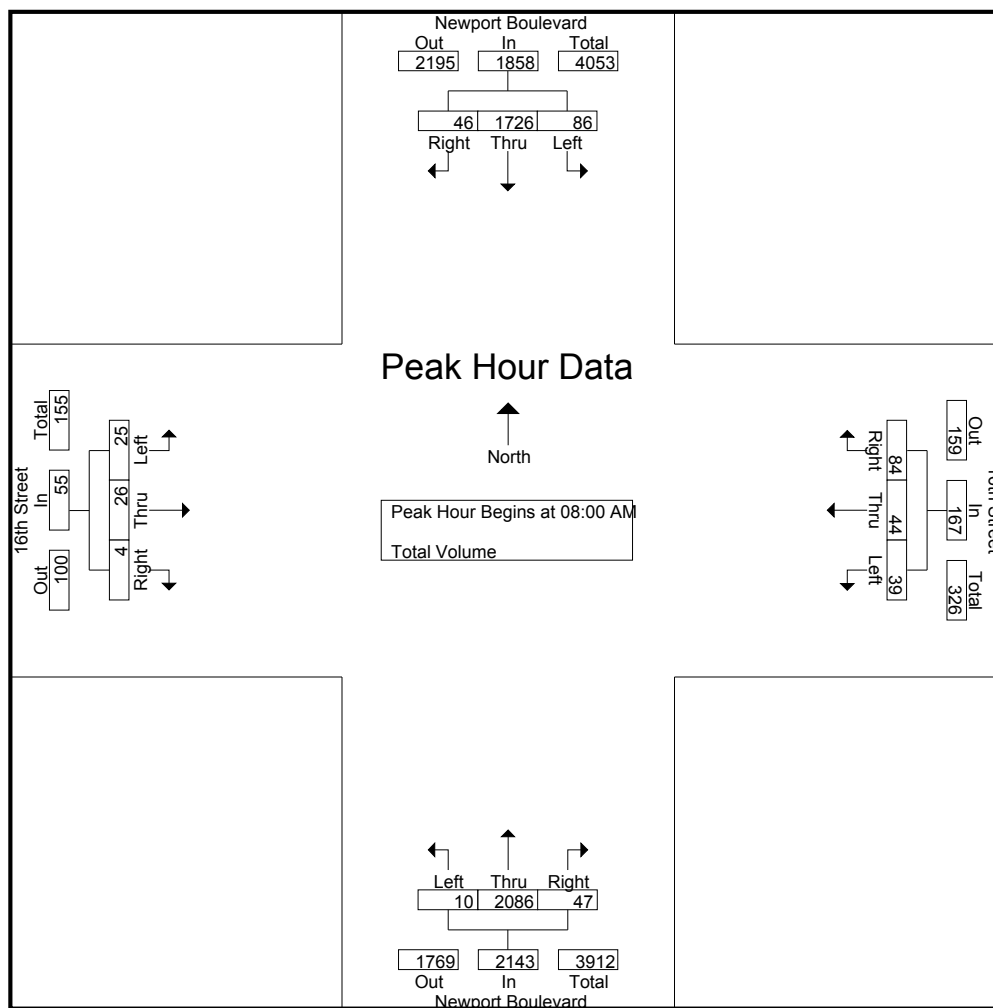 Newport Boulevard
Out In Total
2195 1858 4053
46 1726 86
Right Thru Left
Peak Hour Data
North
Peak Hour Begins at 08:00 AM
Total Volume
16th Street
Total In Out
155 55 100
25 26 4
Left Thru Right
Right Thru Left
84 44 39
159 167 326
Out In Total
Street
Left Thru Right
10 2086 47
1769 2143 3912
Out In Total
Newport Boulevard